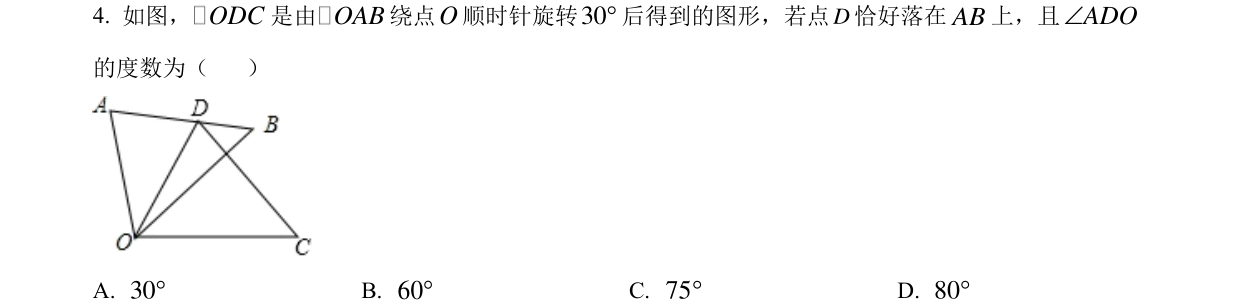 4. 如图，□ODC 是由□OAB 绕点 O 顺时针旋转 30° 后得到的图形，若点 D 恰好落在 AB 上，且 ∠ADO
的度数为（ ）
A D B
O C
A. 30° B. 60° C. 75° D. 80°